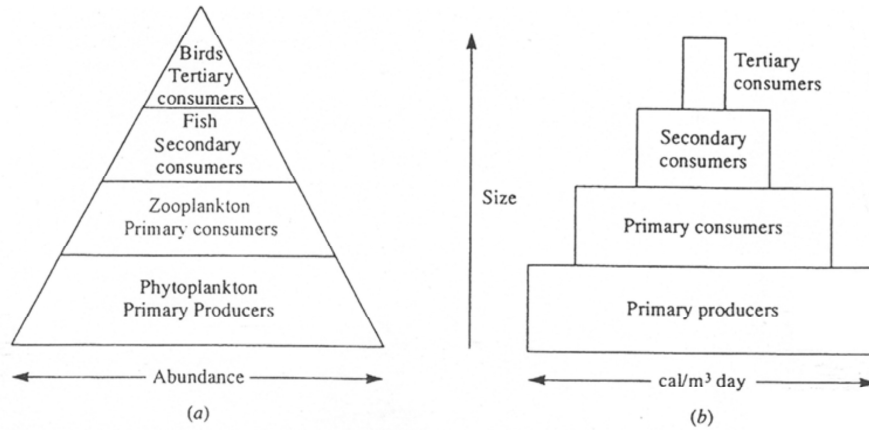 Birds
Tertiary
consumers
Fish
Secondary
consumers
Zooplankton
Primary consumers
Phytoplankton
Primary Producers
Abundance
(a)
Size
Tertiary
consumers
Secondary
consumers
Primary consumers
Primary producers
cal/m³ day
(b)